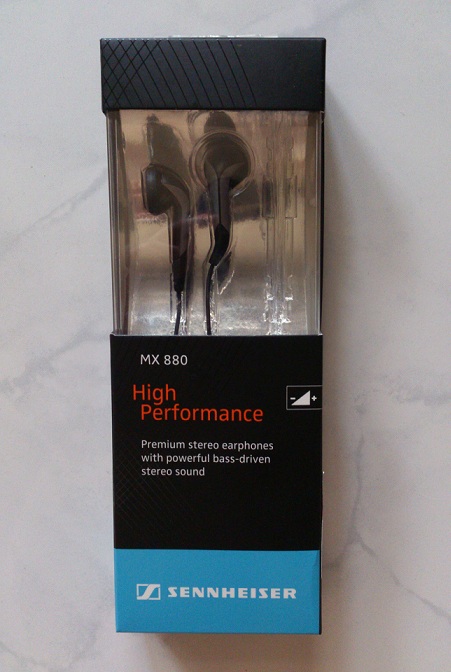 MX 880
High
Performance
Premium stereo earphones
with powerful bass-driven
stereo sound
SENNHEISER